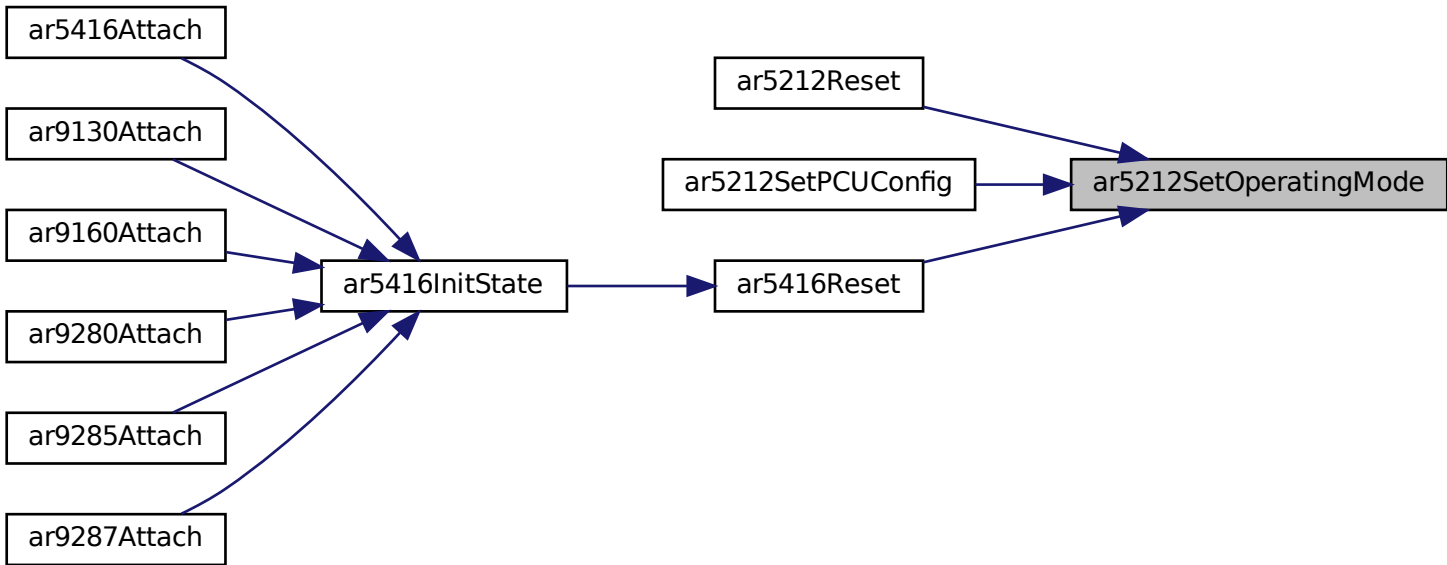 ar5416Attach
ar9130Attach
ar9160Attach
ar9280Attach
ar9285Attach
ar9287Attach
ar5416InitState
ar5212Reset
ar5212SetPCUConfig
ar5416Reset
ar5212SetOperatingMode